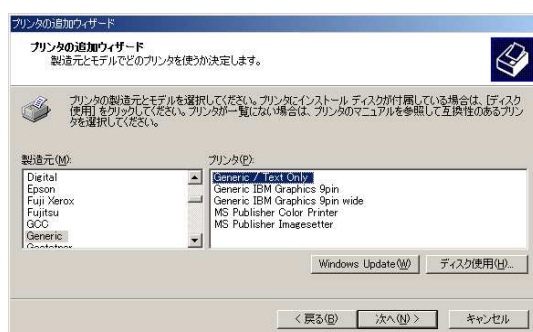 プリンタの追加ウィザード
プリンタの追加ウィザード
製造元とモデルでどのプリンタを使うか決定します。
プリンタの製造元とモデルを選択してください。プリンタにインストール ディスクが付属している場合は、[ディスク
使用] をクリックしてください。プリンタが一覧にない場合は、プリンタのマニュアルを参照して互換性のあるプリン
タを選択してください。
製造元(M):
プリンタ(P):
Digital
Epson
Fuji Xerox
Fujitsu
GCC
Generic
Gestetner
Generic / Text Only
Generic IBM Graphics 9pin
Generic IBM Graphics 9pin wide
MS Publisher Color Printer
MS Publisher Imagesetter
Windows Update(W)
ディスク使用(H)...
< 戻る(B)
次へ(N) >
キャンセル